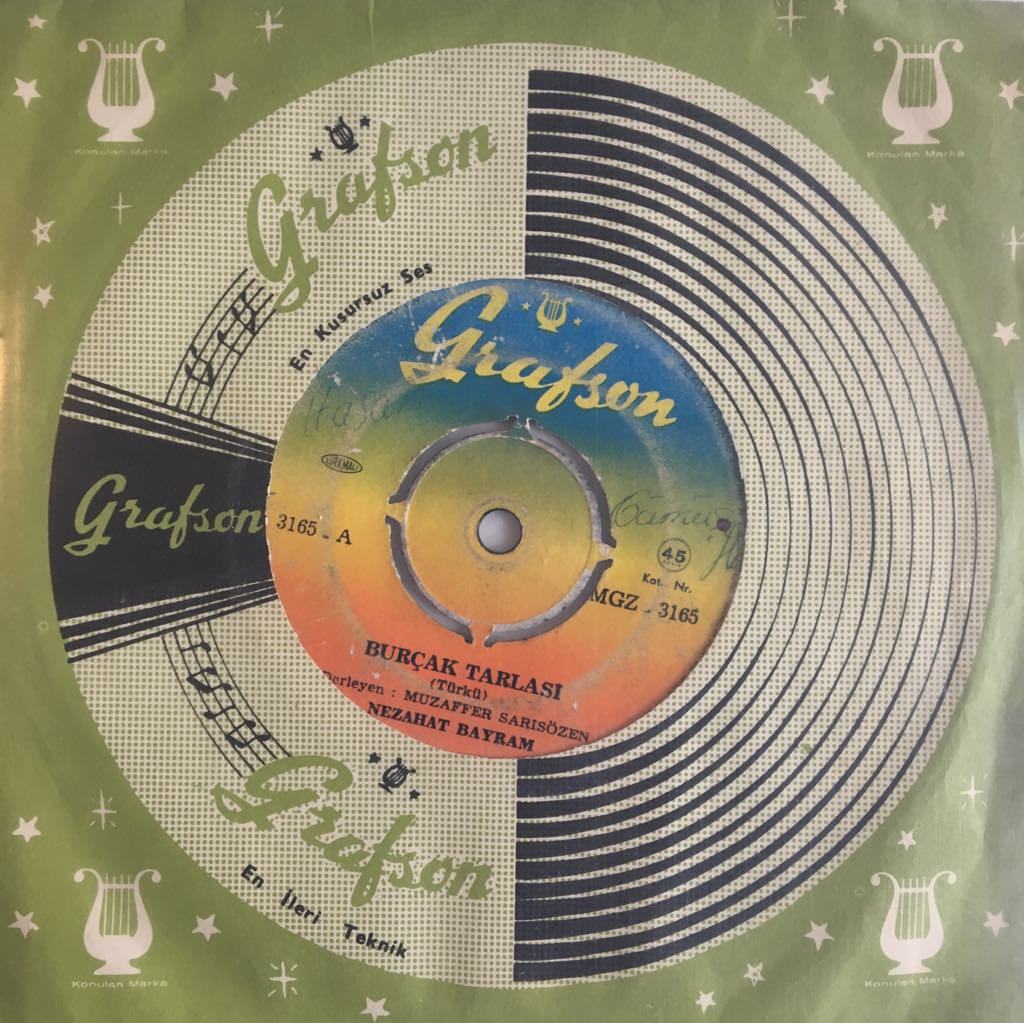 Konulan Marka
Konulan Marka
Grafson
En Kusursuz Ses
Grafson
TÜRKMALI
Grafson
3165 - A
45
Kat. Nr.
MGZ - 3165
BURÇAK TARLASI
(Türkü)
Derleyen : MUZAFFER SARISÖZEN
NEZAHAT BAYRAM
Grafson
En İleri Teknik
Konulan Marka
Konulan Marka